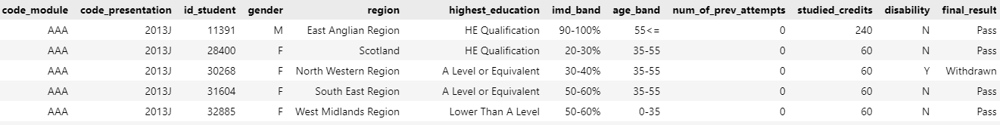 code_module code_presentation id_student gender region highest_education imd_band age_band num_of_prev_attempts studied_credits disability final_result
AAA 2013J 11391 M East Anglian Region HE Qualification 90-100% 55<= 0 240 N Pass
AAA 2013J 28400 F Scotland HE Qualification 20-30% 35-55 0 60 N Pass
AAA 2013J 30268 F North Western Region A Level or Equivalent 30-40% 35-55 0 60 Y Withdrawn
AAA 2013J 31604 F South East Region A Level or Equivalent 50-60% 35-55 0 60 N Pass
AAA 2013J 32885 F West Midlands Region Lower Than A Level 50-60% 0-35 0 60 N Pass